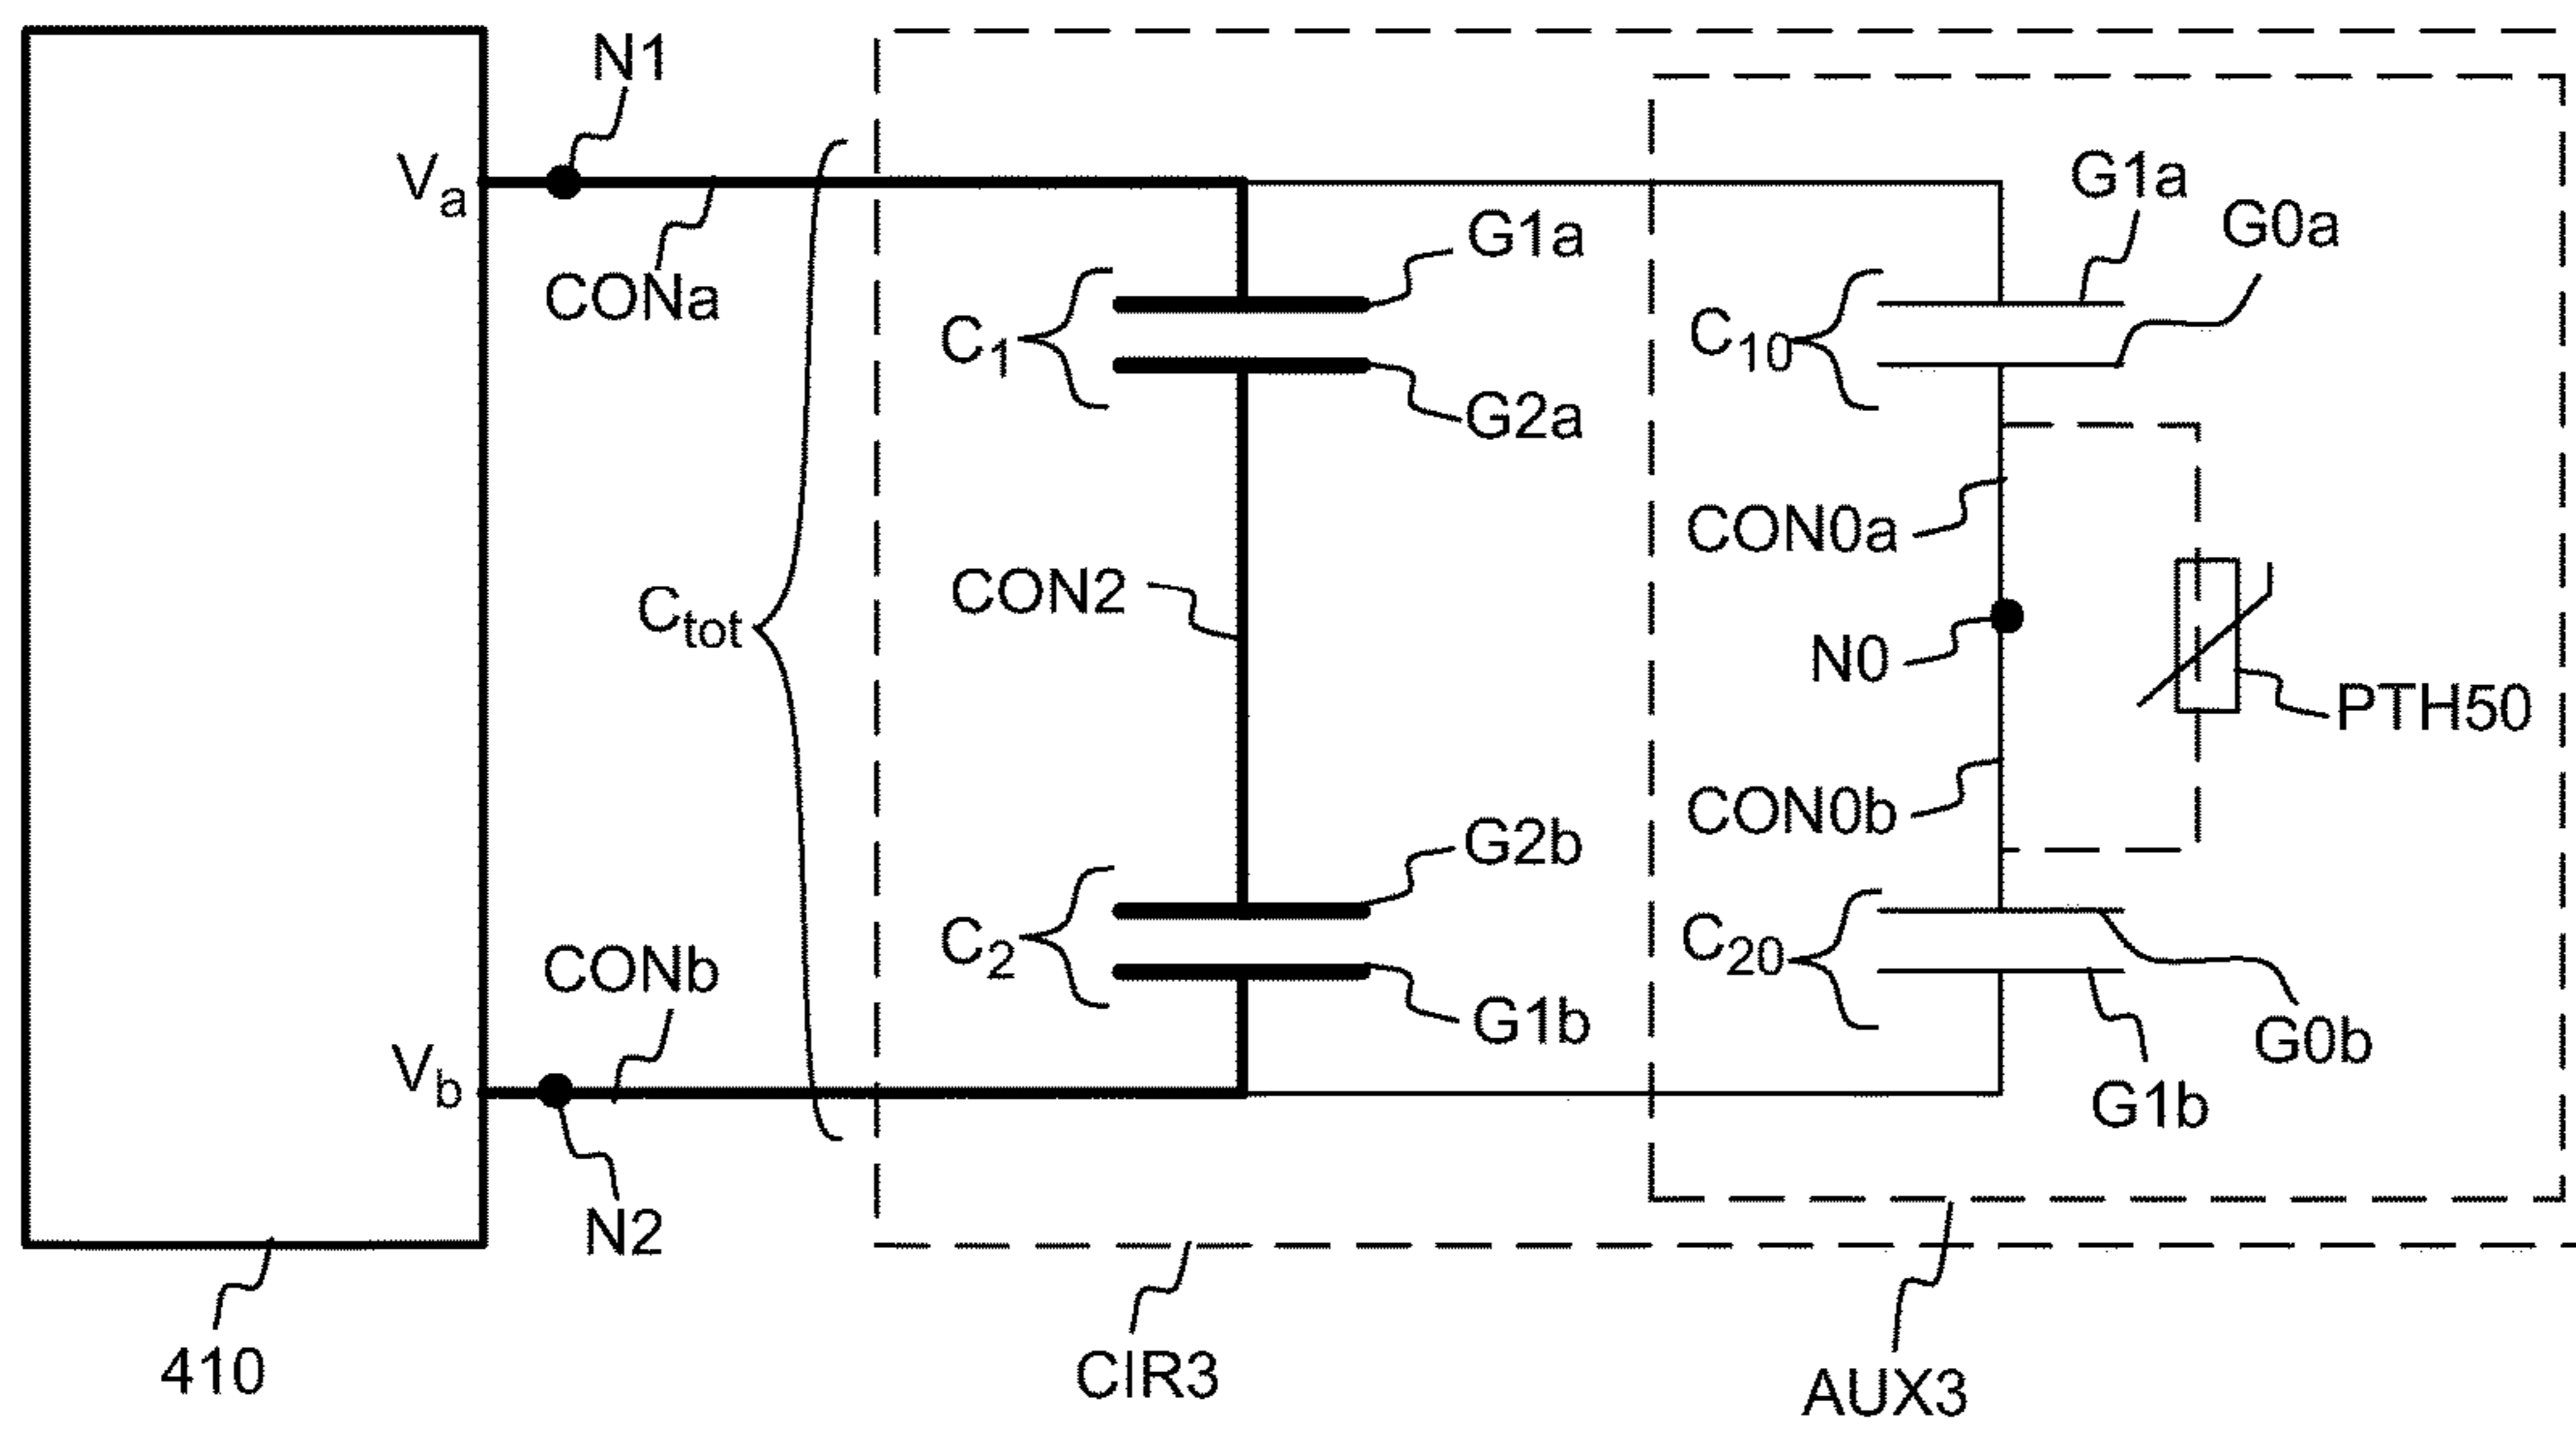 N1
Va
G1a
G0a
G1a
CONa
C1
C10
G2a
CON0a
CON2
Ctot
N0
PTH50
CON0b
G2b
C2
C20
CONb
G1b
G0b
Vb
G1b
N2
410
CIR3
AUX3